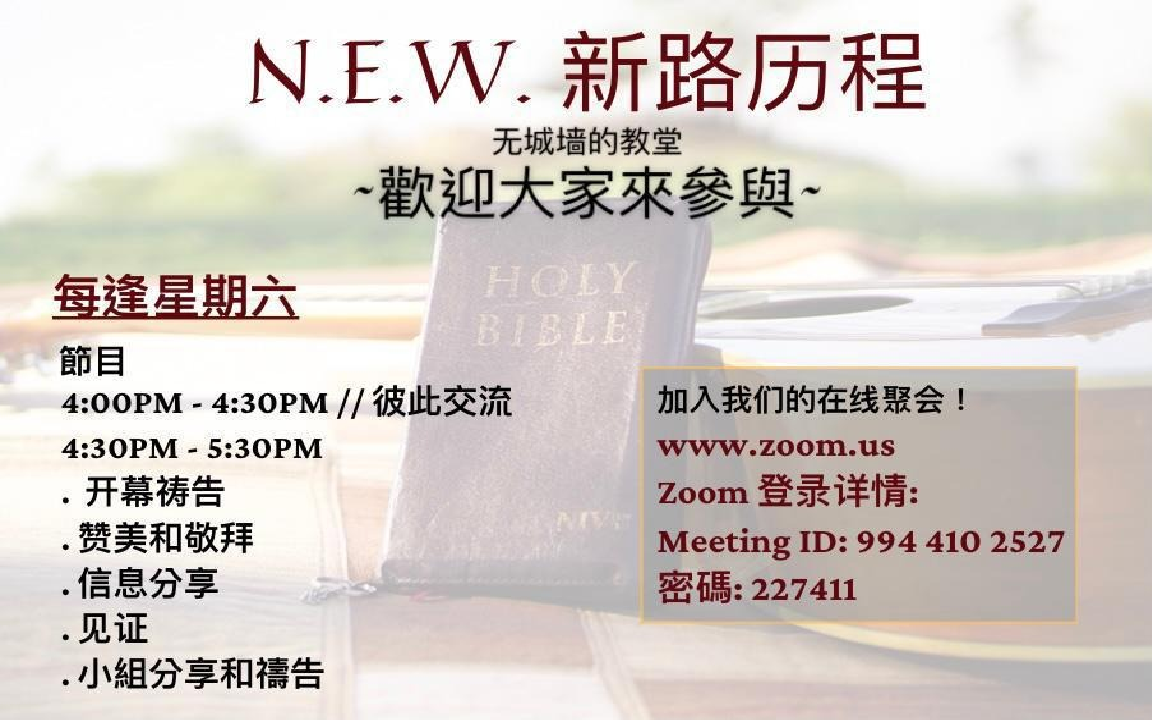 N.E.W. 新路历程
无城墙的教堂
~歡迎大家來參與~
HOLY
BIBLE
NIV
每逢星期六
節目
4:00PM - 4:30PM // 彼此交流
4:30PM - 5:30PM
. 开幕祷告
. 赞美和敬拜
. 信息分享
. 见证
. 小組分享和禱告
加入我们的在线聚会！
www.zoom.us
Zoom 登录详情:
Meeting ID: 994 410 2527
密碼: 227411